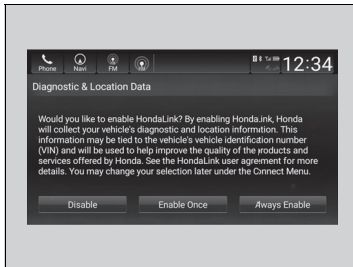 Phone Navi FM 12:34
Diagnostic & Location Data
Would you like to enable HondaLink? By enabling HondaLink, Honda
will collect your vehicle's diagnostic and location information. This
information may be tied to the vehicle's vehicle identification number
(VIN) and will be used to help improve the quality of the products and
services offered by Honda. See the HondaLink user agreement for more
details. You may change your selection later under the Cnnect Menu.
Disable Enable Once Aways Enable